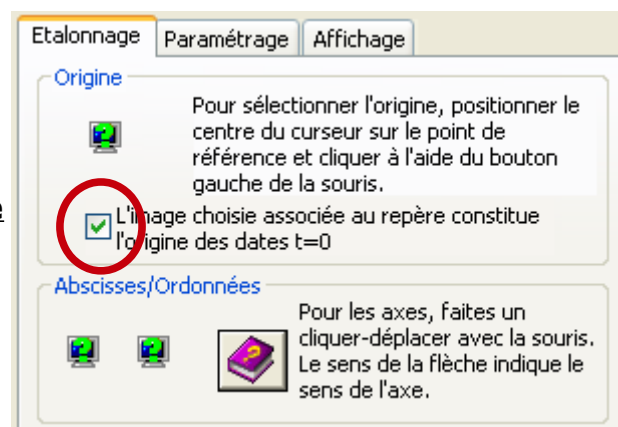 Etalonnage Paramétrage Affichage
Origine
Pour sélectionner l'origine, positionner le
centre du curseur sur le point de
référence et cliquer à l'aide du bouton
gauche de la souris.
e
L'image choisie associée au repère constitue
l'origine des dates t=0
Abscisses/Ordonnées
Pour les axes, faites un
cliquer-déplacer avec la souris.
Le sens de la flèche indique le
sens de l'axe.